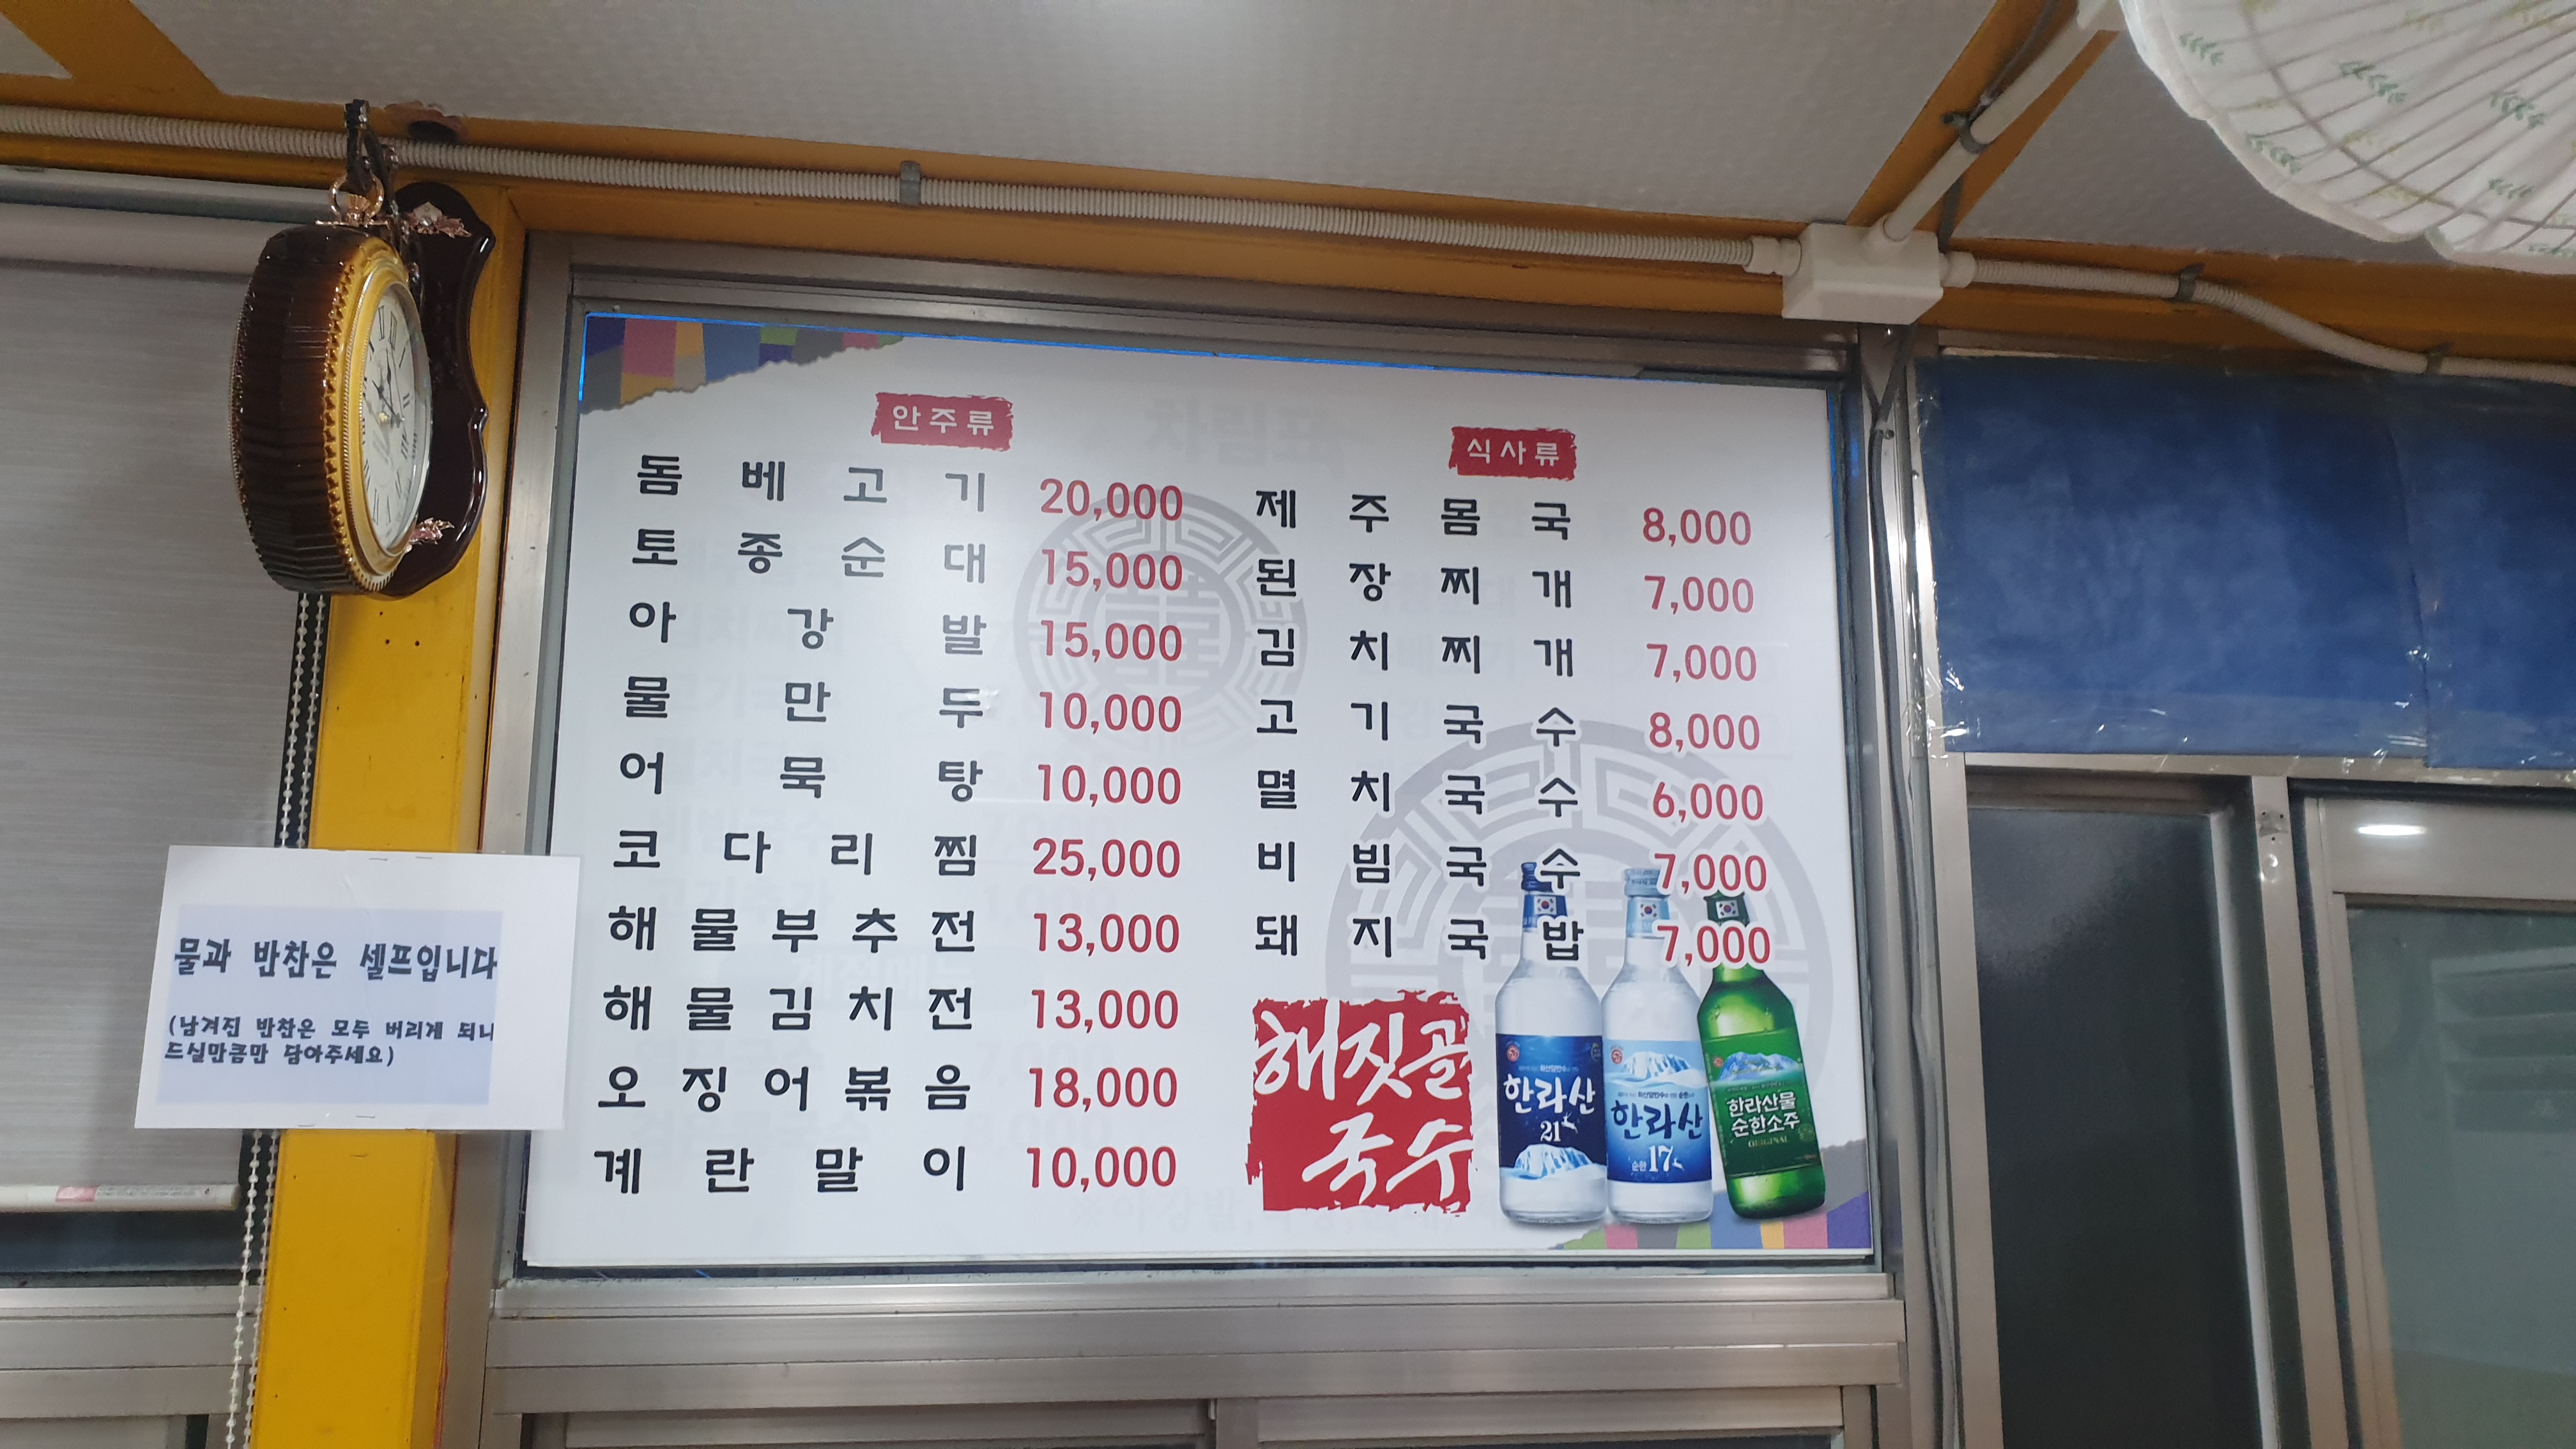 안주류
돔베고기 20,000
토종순대 15,000
아강발 15,000
물만두 10,000
어묵탕 10,000
코다리찜 25,000
해물부추전 13,000
해물김치전 13,000
오징어볶음 18,000
계란말이 10,000
식사류
제주몸국 8,000
된장찌개 7,000
김치찌개 7,000
고기국수 8,000
멸치국수 6,000
비빔국수 7,000
돼지국밥 7,000
해짓골
국수
한라산
21
한라산
순한 17
한라산물
순한소주
ORIGINAL
물과 반찬은 셀프입니다
(남겨진 반찬은 모두 버리게 되니
드실만큼만 담아주세요)